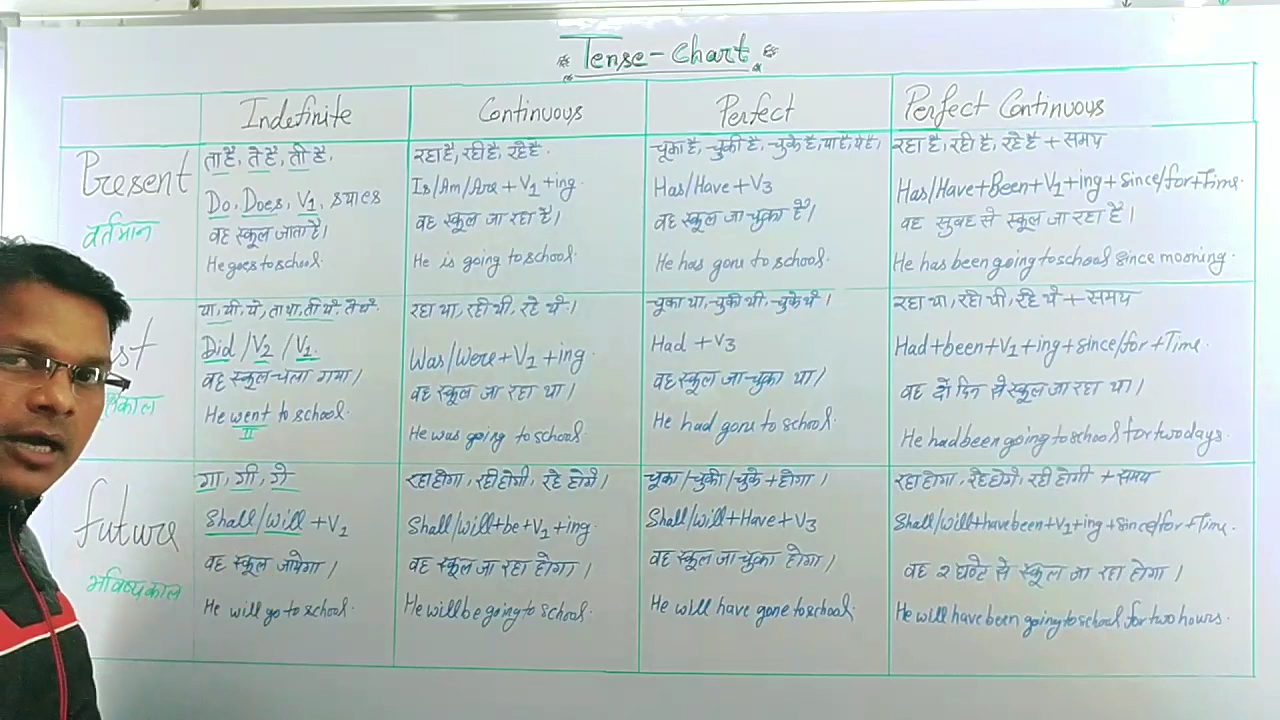 Tense-Chart
Indefinite Continuous Perfect Perfect Continuous
Present
वर्तमान
ता है, ते है, ती है,
Do, Does, V1, s या es
वह स्कूल जाता है।
He goes to school.
रहा है, रही है, रहे है.
Is/Am/Are + V1 + ing
वह स्कूल जा रहा है।
He is going to school.
चूका है, चुकी है, चुके है, या है, ये है,
Has/Have + V3
वह स्कूल जा चुका है।
He has gone to school.
रहा है, रही है, रहे है + समय
Has/Have + Been + V1 + ing + Since/for + Time.
वह सुबह से स्कूल जा रहा है।
He has been going to school since mooning.
st
काल
था, थी, थे, ता था, ती थी, ते थे
Did / V2 / V1
वह स्कूल चला गया।
He went to school.
II
रहा था, रही थी, रहे थे।
Was/Were + V1 + ing.
वह स्कूल जा रहा था।
He was going to school.
चूका था, चुकी थी, चुके थे।
Had + V3
वह स्कूल जा चुका था।
He had gone to school.
रहा था, रही थी, रहे थे + समय
Had + been + V1 + ing + since/for + Time.
वह दो दिन से स्कूल जा रहा था।
He had been going to school for two days.
future
भविष्यकाल
गा, गी, गे
Shall/will + V1
वह स्कूल जायेगा।
He will go to school.
रहा होगा, रही होगी, रहे होगें।
Shall/will + be + V1 + ing.
वह स्कूल जा रहा होगा।
He will be going to school.
चूका/चुकी/चुके + होगा।
Shall/will + Have + V3
वह स्कूल जा चुका होगा।
He will have gone to school.
रहा होगा, रहे होगें, रही होगी + समय
Shall/will + have been + V1 + ing + since/for + Time.
वह २ घन्टे से स्कूल जा रहा होगा।
He will have been going to school for two hours.